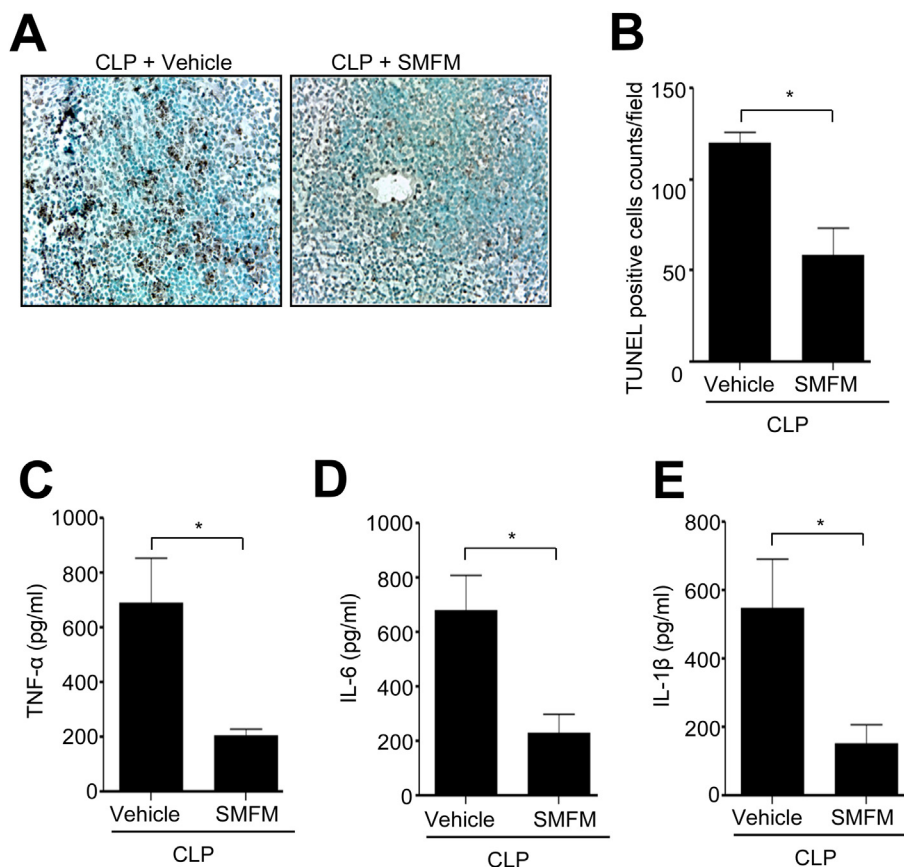 A
CLP + Vehicle
CLP + SMFM
B
TUNEL positive cells counts/field
150
100
50
0
*
Vehicle
SMFM
CLP
C
TNF-α (pg/ml)
1000
800
600
400
200
0
*
Vehicle
SMFM
CLP
D
IL-6 (pg/ml)
1000
800
600
400
200
0
*
Vehicle
SMFM
CLP
E
IL-1β (pg/ml)
800
600
400
200
0
*
Vehicle
SMFM
CLP